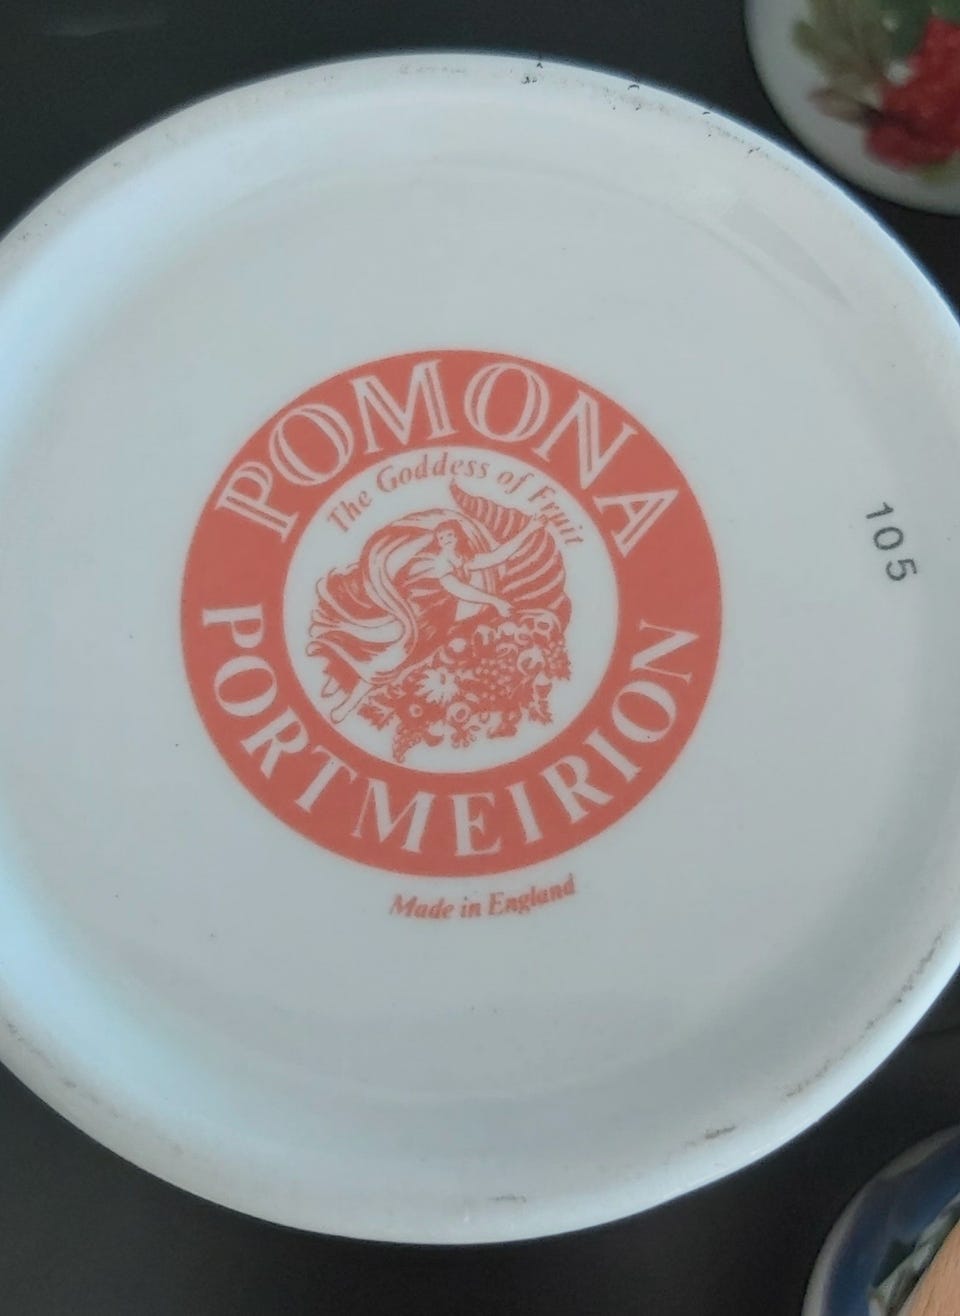 POMONA
The Goddess of Fruit
PORTMEIRION
Made in England
105